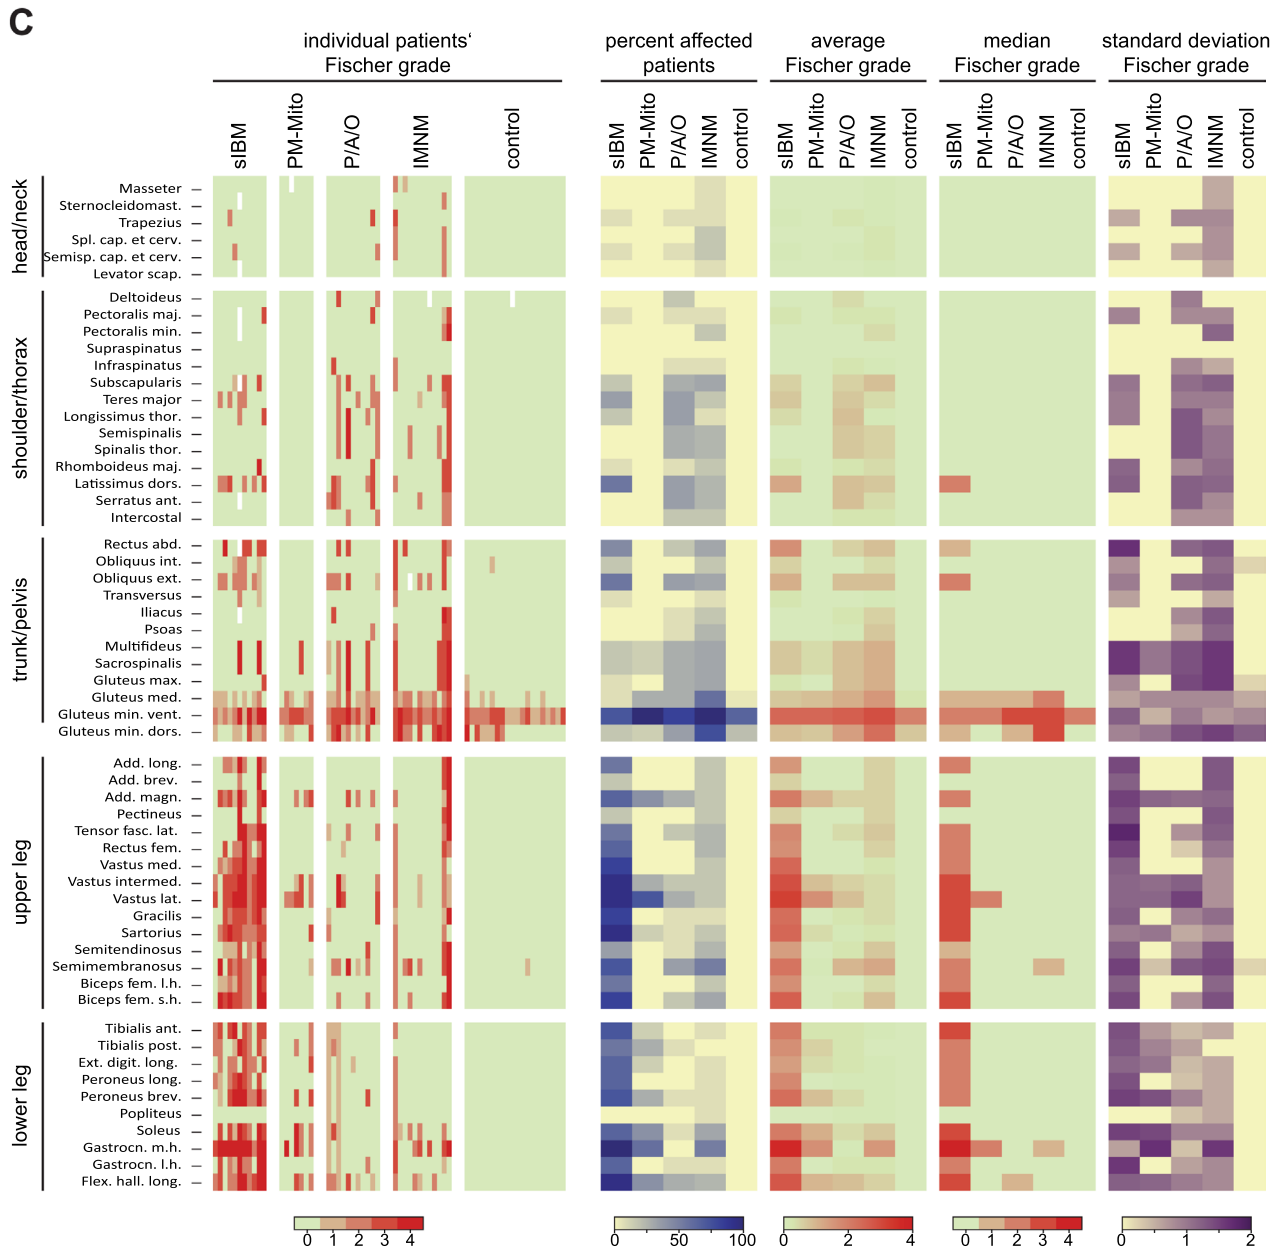 C
individual patients‘
Fischer grade
percent affected
patients
average
Fischer grade
median
Fischer grade
standard deviation
Fischer grade
sIBM PM-Mito P/A/O IMNM control
sIBM PM-Mito P/A/O IMNM control
sIBM PM-Mito P/A/O IMNM control
sIBM PM-Mito P/A/O IMNM control
sIBM PM-Mito P/A/O IMNM control
head/neck
Masseter
Sternocleidomast.
Trapezius
Spl. cap. et cerv.
Semisp. cap. et cerv.
Levator scap.
shoulder/thorax
Deltoideus
Pectoralis maj.
Pectoralis min.
Supraspinatus
Infraspinatus
Subscapularis
Teres major
Longissimus thor.
Semispinalis
Spinalis thor.
Rhomboideus maj.
Latissimus dors.
Serratus ant.
Intercostal
trunk/pelvis
Rectus abd.
Obliquus int.
Obliquus ext.
Transversus
Iliacus
Psoas
Multifideus
Sacrospinalis
Gluteus max.
Gluteus med.
Gluteus min. vent.
Gluteus min. dors.
upper leg
Add. long.
Add. brev.
Add. magn.
Pectineus
Tensor fasc. lat.
Rectus fem.
Vastus med.
Vastus intermed.
Vastus lat.
Gracilis
Sartorius
Semitendinosus
Semimembranosus
Biceps fem. l.h.
Biceps fem. s.h.
lower leg
Tibialis ant.
Tibialis post.
Ext. digit. long.
Peroneus long.
Peroneus brev.
Popliteus
Soleus
Gastrocn. m.h.
Gastrocn. l.h.
Flex. hall. long.
0 1 2 3 4
0 50 100
0 2 4
0 1 2 3 4
0 1 2